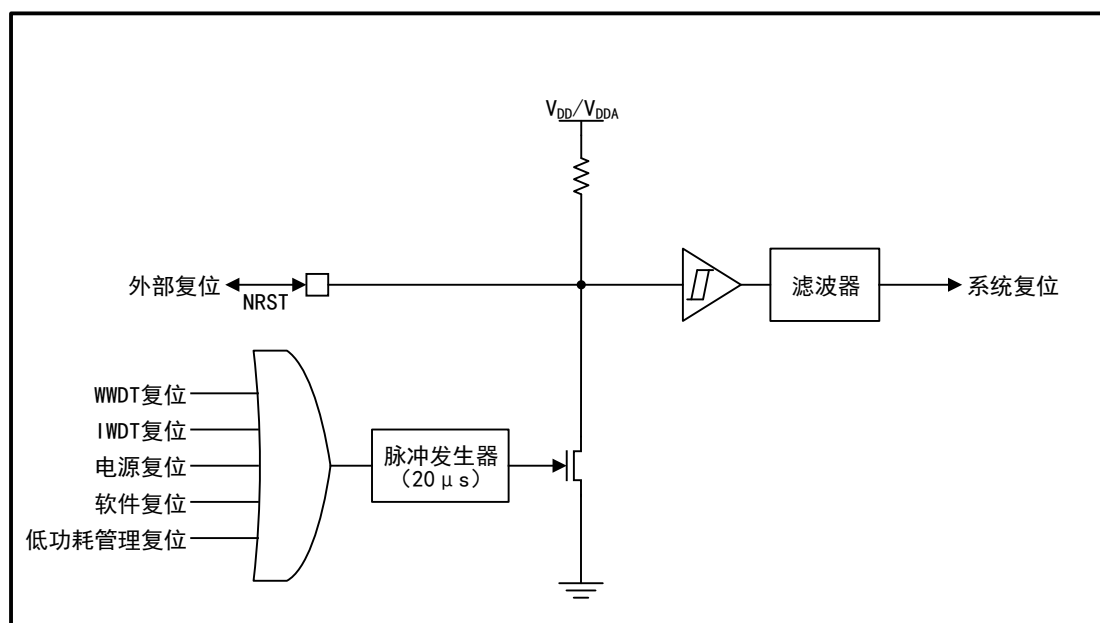 VDD/VDDA
外部复位
NRST
滤波器
系统复位
WWDT复位
IWDT复位
电源复位
软件复位
低功耗管理复位
脉冲发生器
（20μs）